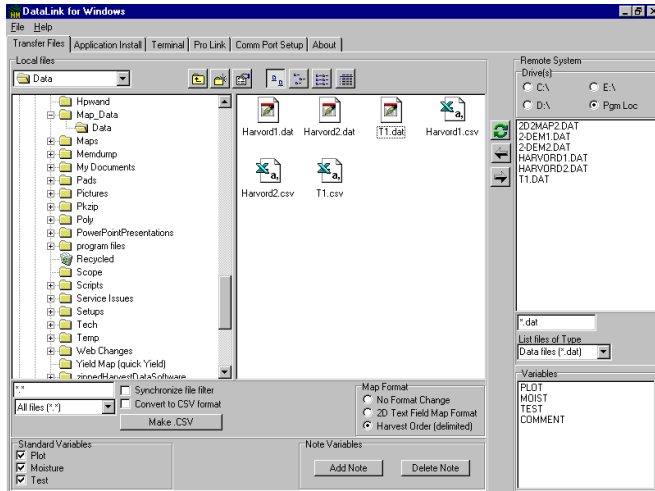 DataLink for Windows
File Help
Transfer Files Application Install Terminal Pro Link Comm Port Setup About
Local files
Data
Hpwand
Map_Data
Data
Maps
Memdump
My Documents
Pads
Pictures
Pkzip
Poly
PowerPointPresentations
program files
Recycled
Scope
Scripts
Service Issues
Setups
Tech
Temp
Web Changes
Yield Map (quick Yield)
zippedHarvestDataSoftware
Harvord1.dat Harvord2.dat T1.dat Harvord1.csv
Harvord2.csv T1.csv
*.*
All files (*.*)
Synchronize file filter
Convert to CSV format
Make .CSV
Map Format
No Format Change
2D Text Field Map Format
Harvest Order (delimited)
Standard Variables
Plot
Moisture
Test
Note Variables
Add Note Delete Note
Remote System
Drive(s)
C:\ E:\
D:\ Pgm Loc
2D2MAP2.DAT
2-DEM1.DAT
2-DEM2.DAT
HARVORD1.DAT
HARVORD2.DAT
T1.DAT
*.dat
List files of Type
Data files (*.dat)
Variables
PLOT
MOIST
TEST
COMMENT